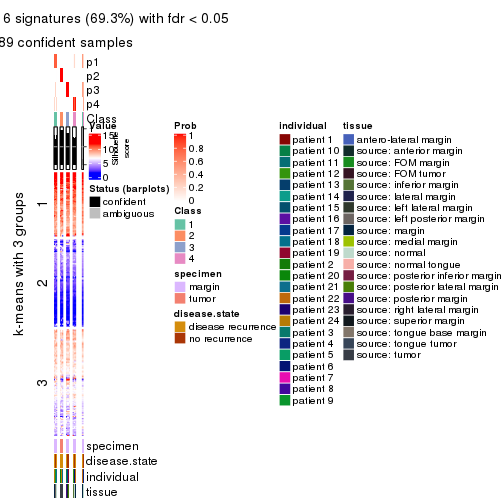 6 signatures (69.3%) with fdr < 0.05
89 confident samples
p1
p2
p3
p4
Class
Silhouette
score
k-means with 3 groups
1
2
3
specimen
disease.state
individual
tissue
Value
15
10
5
0
Status (barplots)
confident
ambiguous
Prob
1
0.8
0.6
0.4
0.2
0
Class
1
2
3
4
specimen
margin
tumor
disease.state
disease recurrence
no recurrence
individual
patient 1
patient 10
patient 11
patient 12
patient 13
patient 14
patient 15
patient 16
patient 17
patient 18
patient 19
patient 2
patient 20
patient 21
patient 22
patient 23
patient 24
patient 3
patient 4
patient 5
patient 6
patient 7
patient 8
patient 9
tissue
antero-lateral margin
source: anterior margin
source: FOM margin
source: FOM tumor
source: inferior margin
source: lateral margin
source: left lateral margin
source: left posterior margin
source: margin
source: medial margin
source: normal
source: normal tongue
source: posterior inferior margin
source: posterior lateral margin
source: posterior margin
source: right lateral margin
source: superior margin
source: tongue base margin
source: tongue tumor
source: tumor